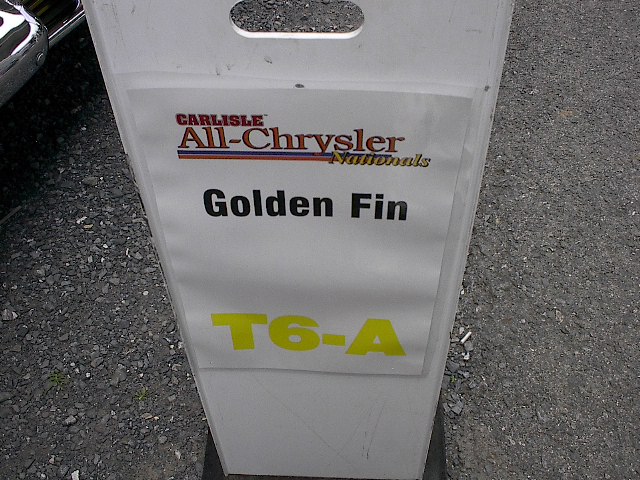 CARLISLE
All-Chrysler
Nationals
Golden Fin
T6-A